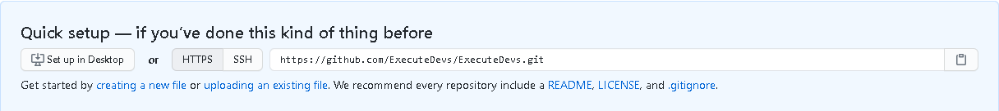 Quick setup — if you've done this kind of thing before
Set up in Desktop or HTTPS SSH https://github.com/ExecuteDevs/ExecuteDevs.git
Get started by creating a new file or uploading an existing file. We recommend every repository include a README, LICENSE, and .gitignore.